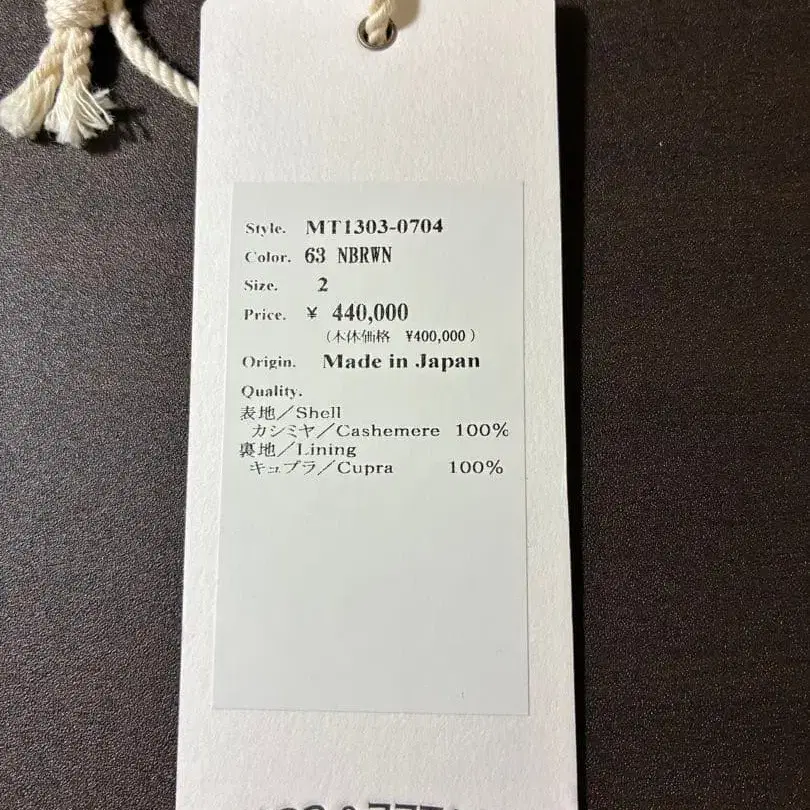 Style. MT1303-0704
Color. 63 NBRWN
Size. 2
Price. ¥ 440,000
(本体価格 ¥400,000)
Origin. Made in Japan
Quality.
表地/Shell
カシミヤ/Cashemere 100%
裏地/Lining
キュプラ/Cupra 100%